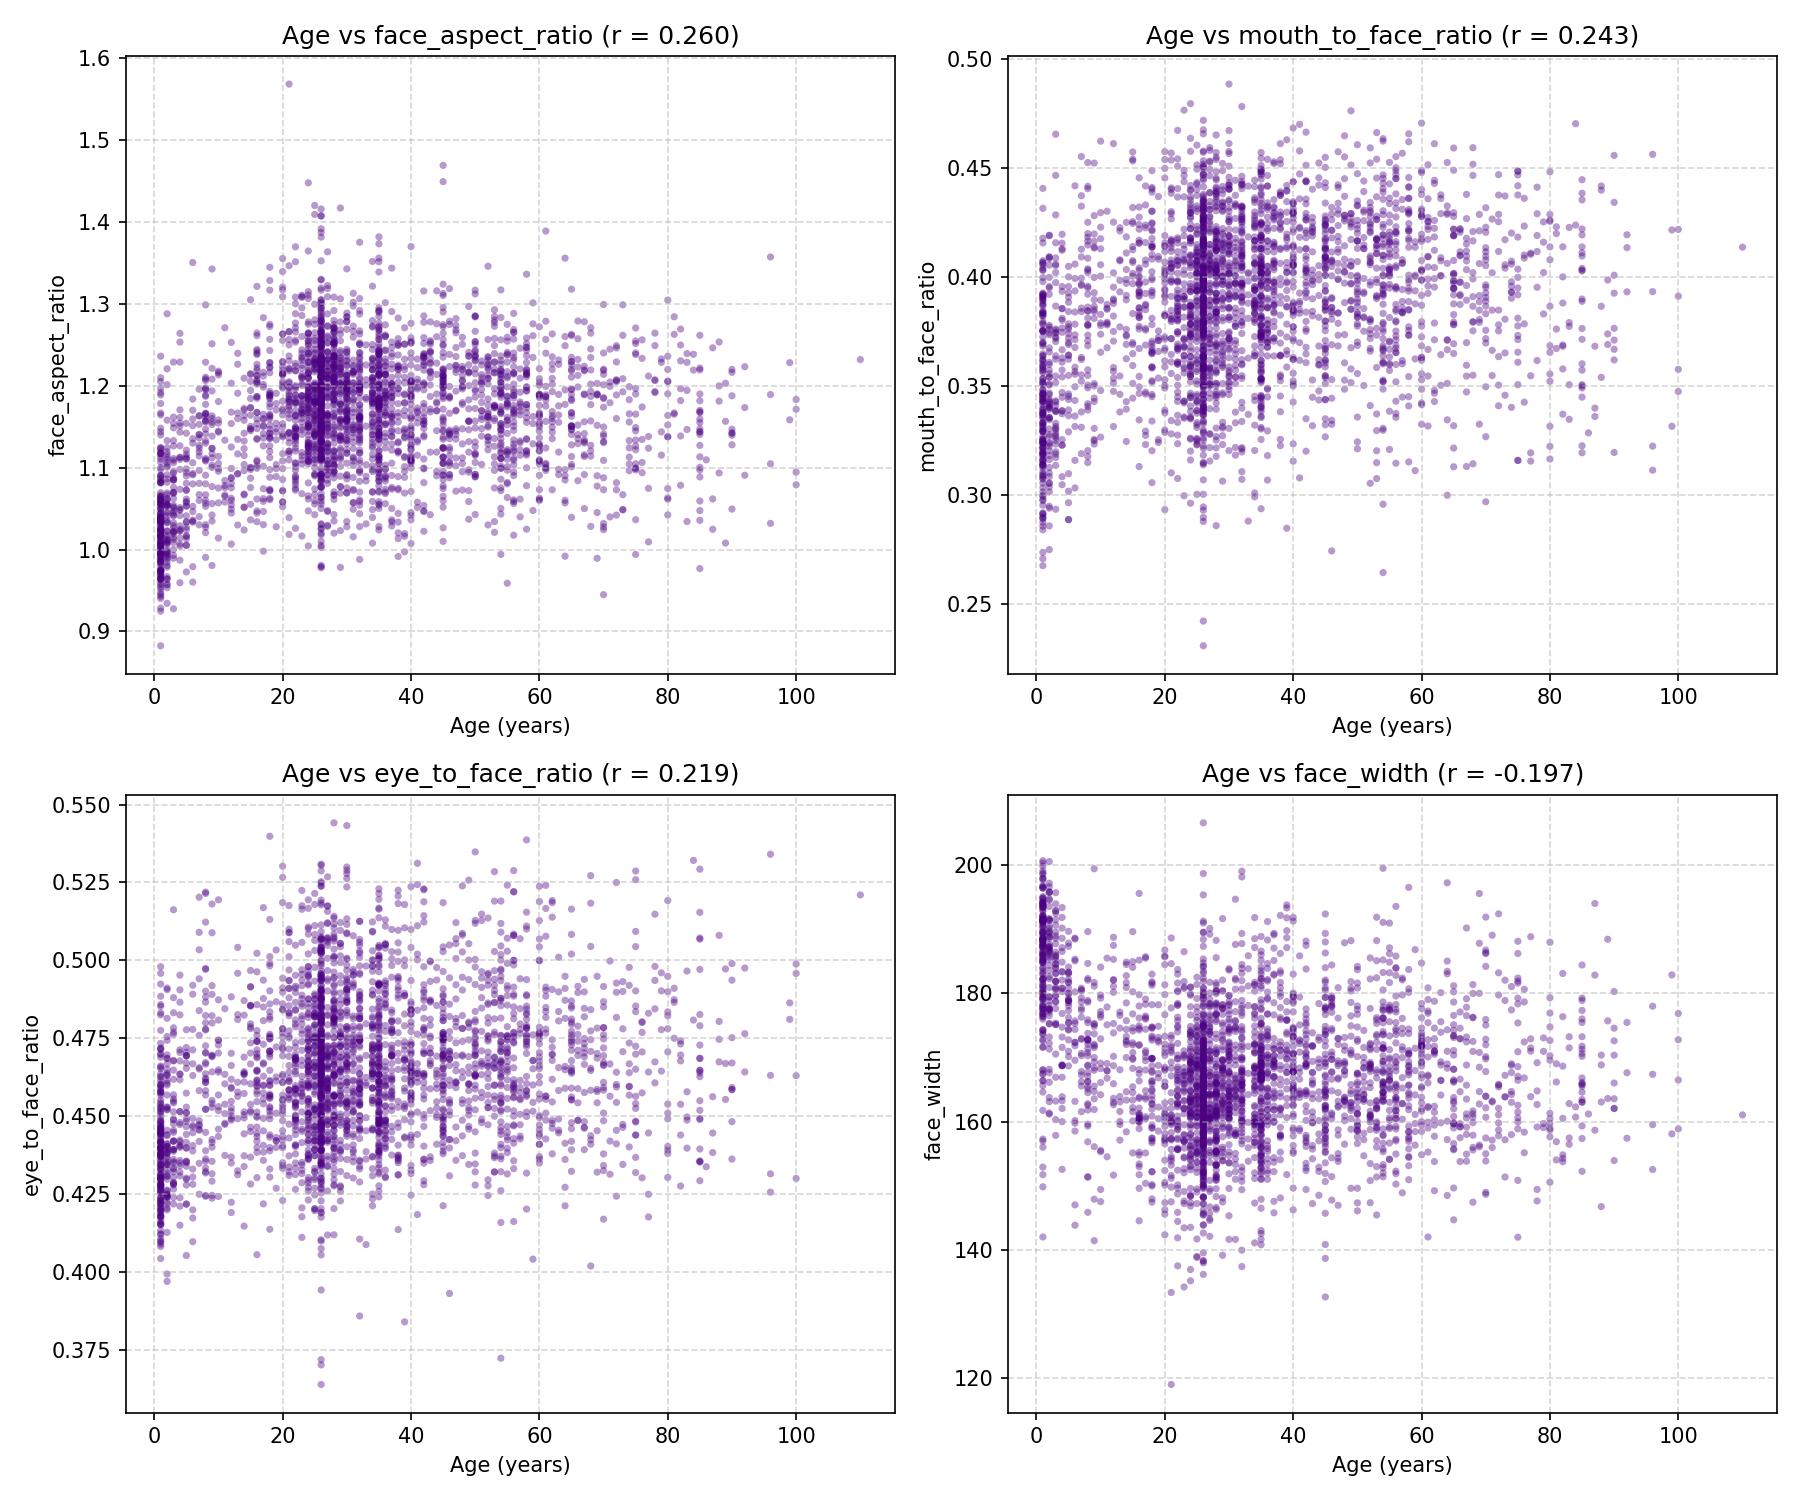 Age vs face_aspect_ratio (r = 0.260)
1.6
1.5
1.4
1.3
1.2
1.1
1.0
0.9
face_aspect_ratio
0 20 40 60 80 100
Age (years)
Age vs mouth_to_face_ratio (r = 0.243)
0.50
0.45
0.40
0.35
0.30
0.25
mouth_to_face_ratio
0 20 40 60 80 100
Age (years)
Age vs eye_to_face_ratio (r = 0.219)
0.550
0.525
0.500
0.475
0.450
0.425
0.400
0.375
eye_to_face_ratio
0 20 40 60 80 100
Age (years)
Age vs face_width (r = -0.197)
200
180
160
140
120
face_width
0 20 40 60 80 100
Age (years)